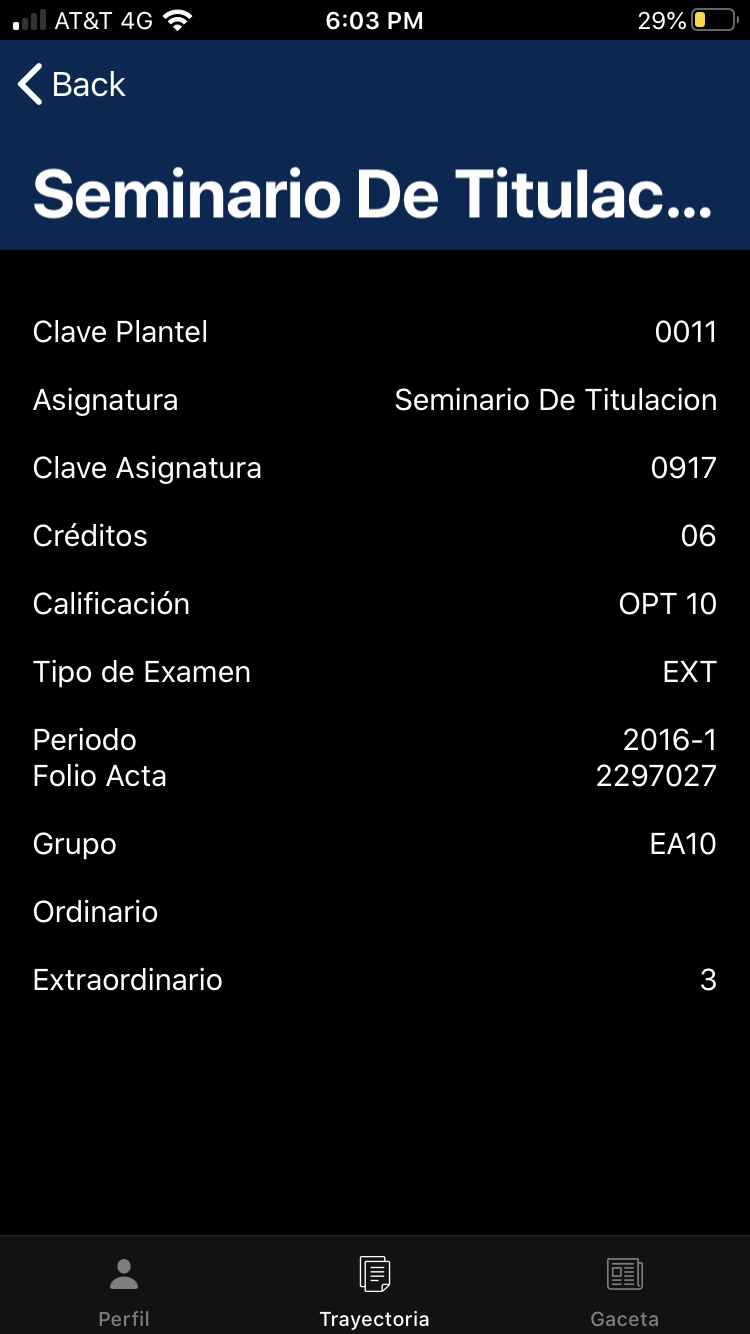 AT&T 4G 6:03 PM 29%
Back
Seminario De Titulac...
Clave Plantel 0011
Asignatura Seminario De Titulacion
Clave Asignatura 0917
Créditos 06
Calificación OPT 10
Tipo de Examen EXT
Periodo 2016-1
Folio Acta 2297027
Grupo EA10
Ordinario
Extraordinario 3
Perfil Trayectoria Gaceta